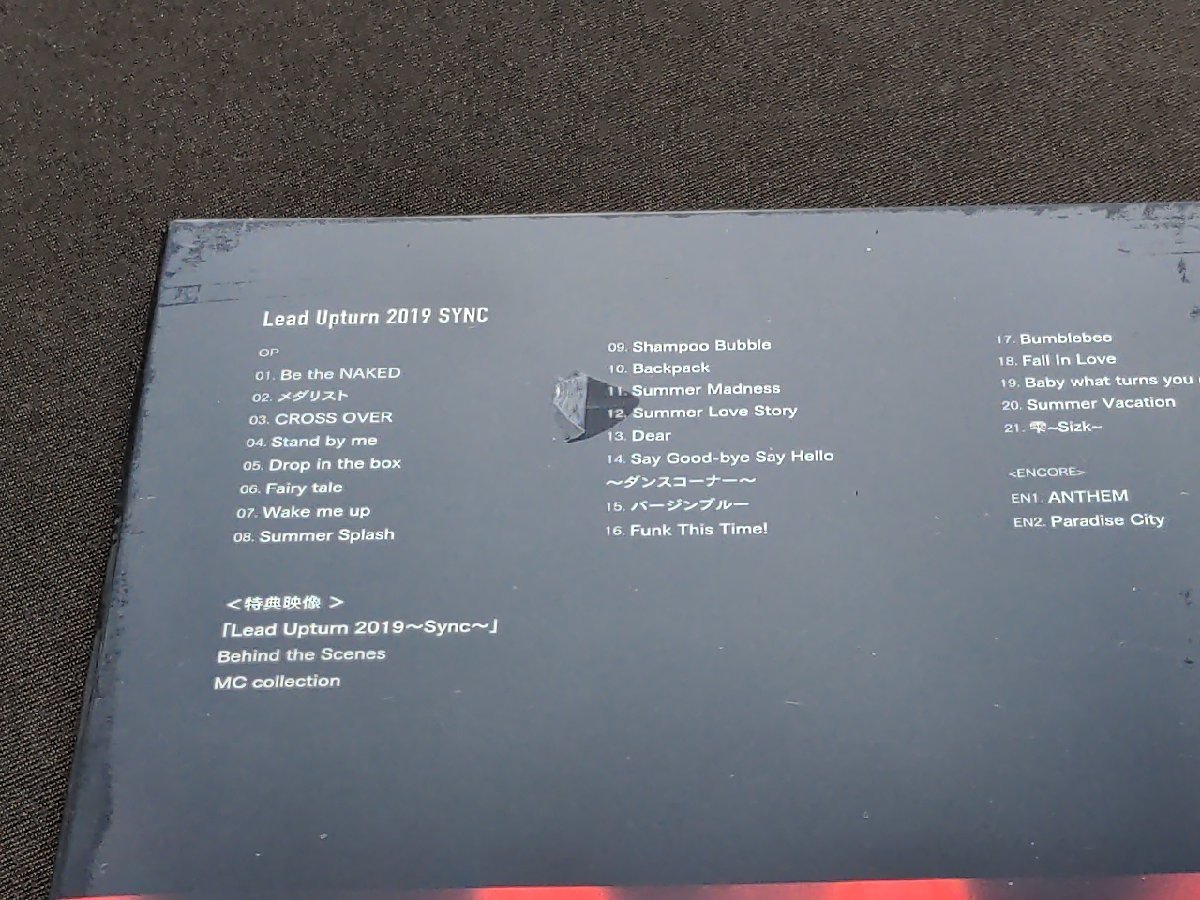 Lead Upturn 2019 SYNC
OP
01. Be the NAKED
02. メダリスト
03. CROSS OVER
04. Stand by me
05. Drop in the box
06. Fairy tale
07. Wake me up
08. Summer Splash
09. Shampoo Bubble
10. Backpack
11. Summer Madness
12. Summer Love Story
13. Dear
14. Say Good-bye Say Hello
～ダンスコーナー～
15. バージンブルー
16. Funk This Time!
17. Bumblebee
18. Fall In Love
19. Baby what turns you
20. Summer Vacation
21. 雫~Sizk~
<ENCORE>
EN1. ANTHEM
EN2. Paradise City
＜特典映像＞
「Lead Upturn 2019～Sync～」
Behind the Scenes
MC collection